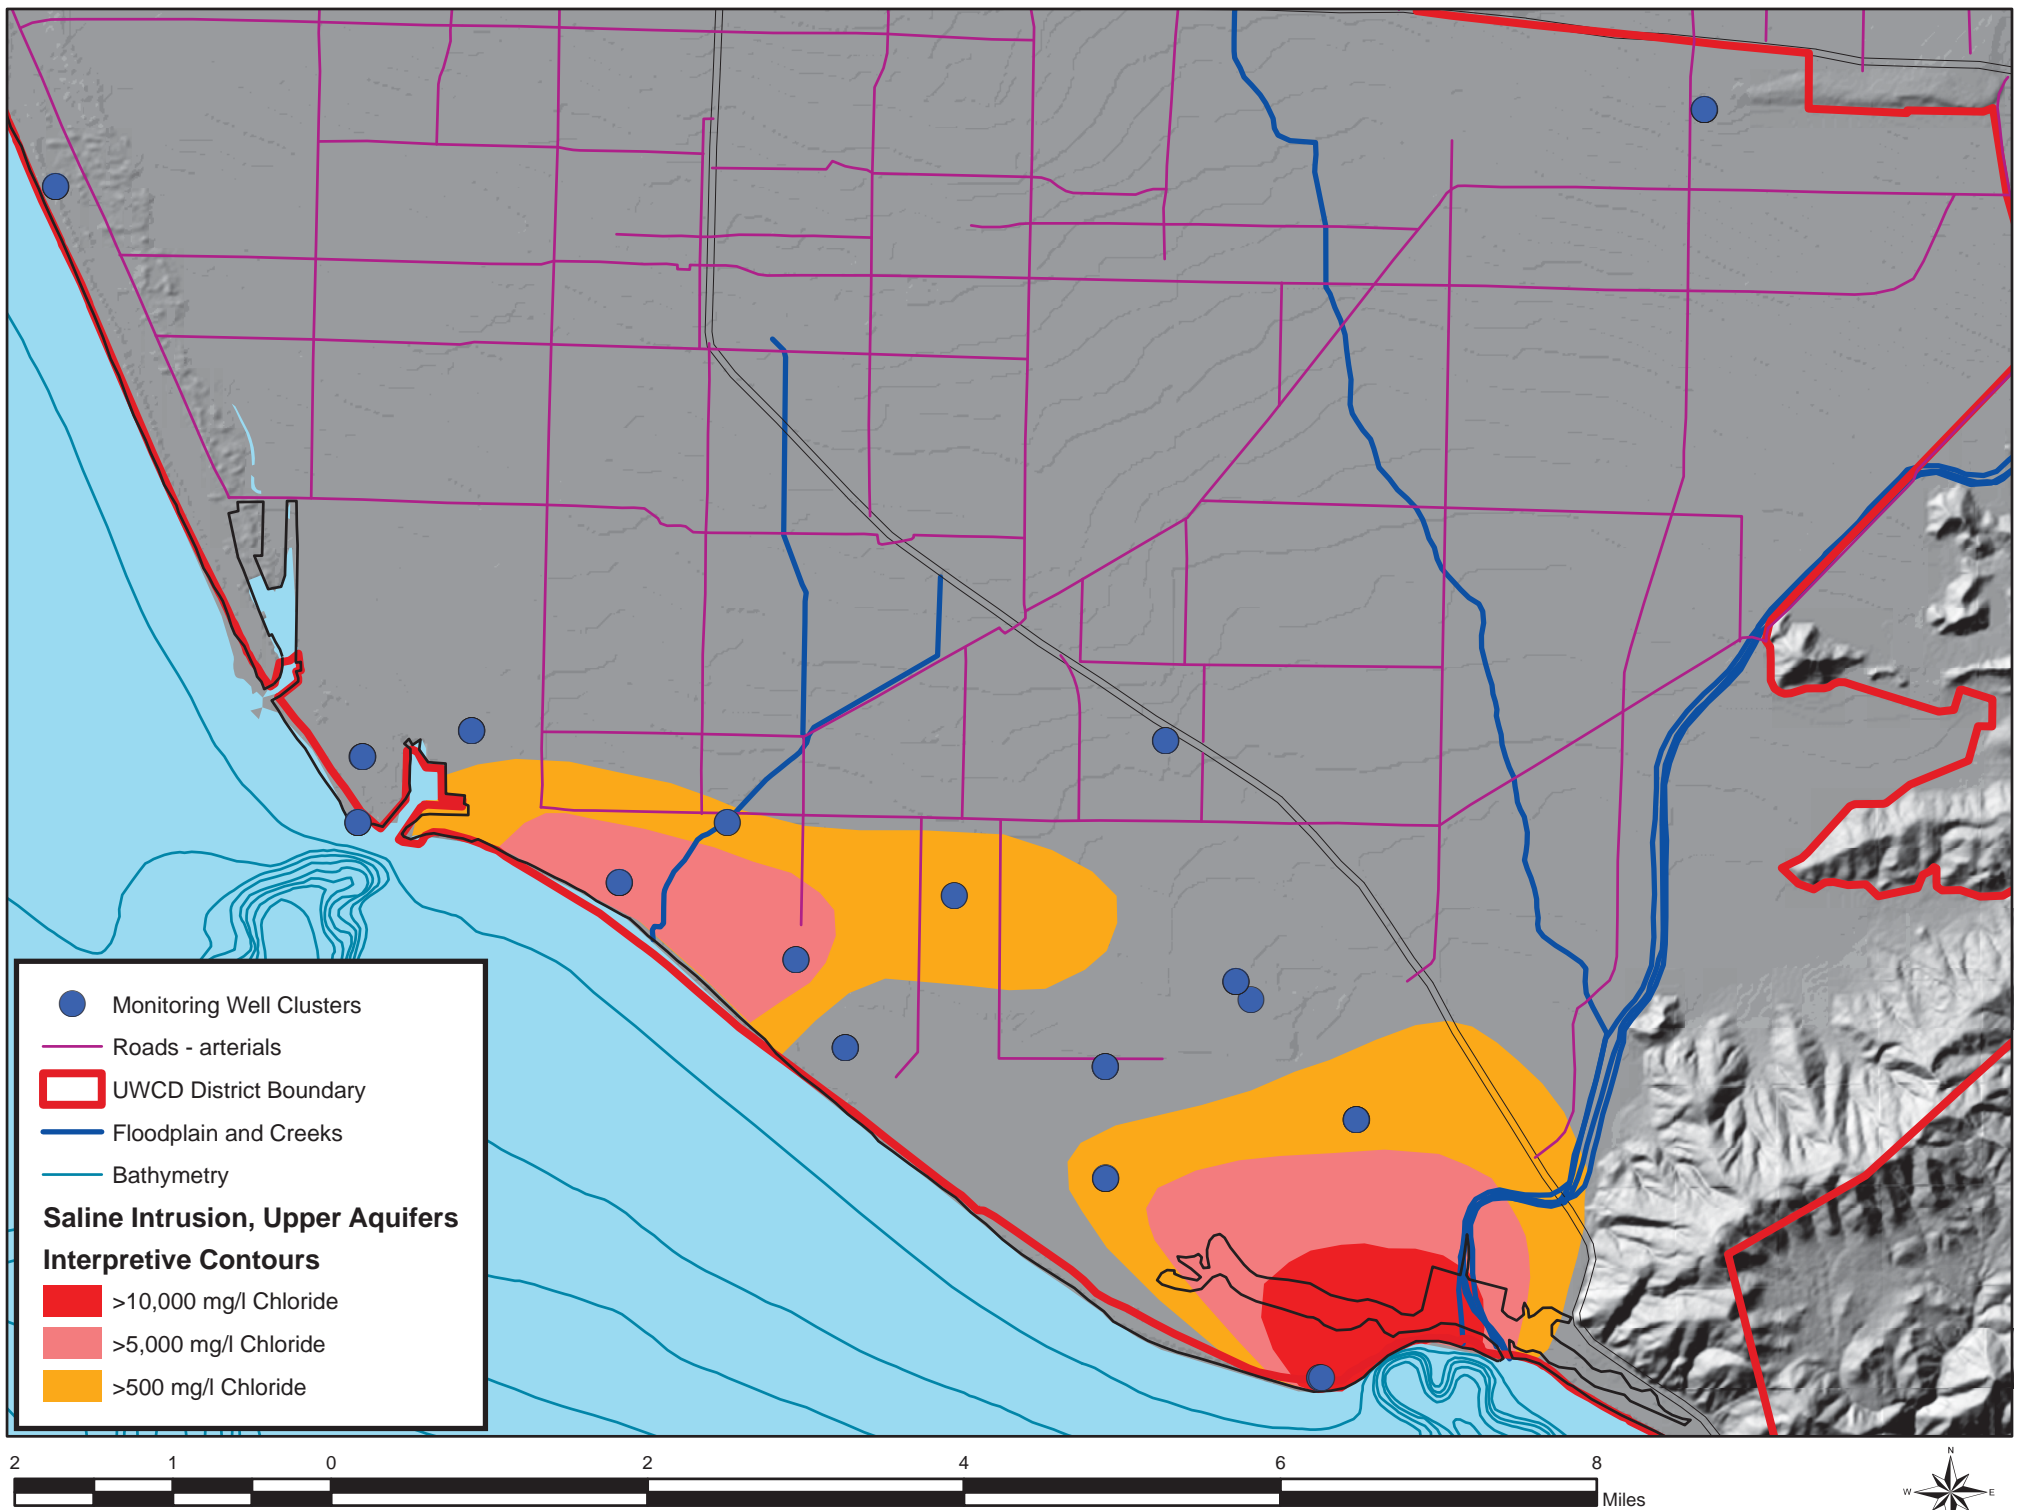 Monitoring Well Clusters
Roads - arterials
UWCD District Boundary
Floodplain and Creeks
Bathymetry
Saline Intrusion, Upper Aquifers
Interpretive Contours
>10,000 mg/l Chloride
>5,000 mg/l Chloride
>500 mg/l Chloride
2 1 0 2 4 6 8
Miles
N
W E